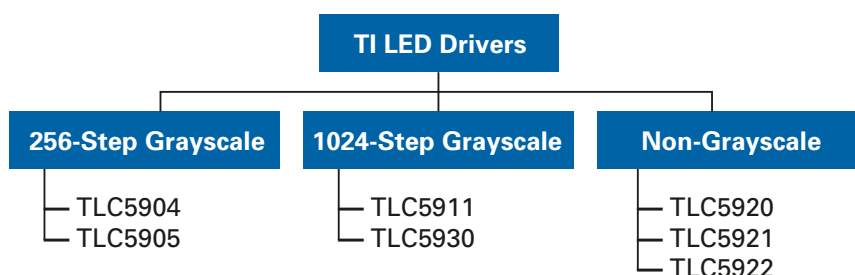 TI LED Drivers
256-Step Grayscale
1024-Step Grayscale
Non-Grayscale
TLC5904
TLC5905
TLC5911
TLC5930
TLC5920
TLC5921
TLC5922